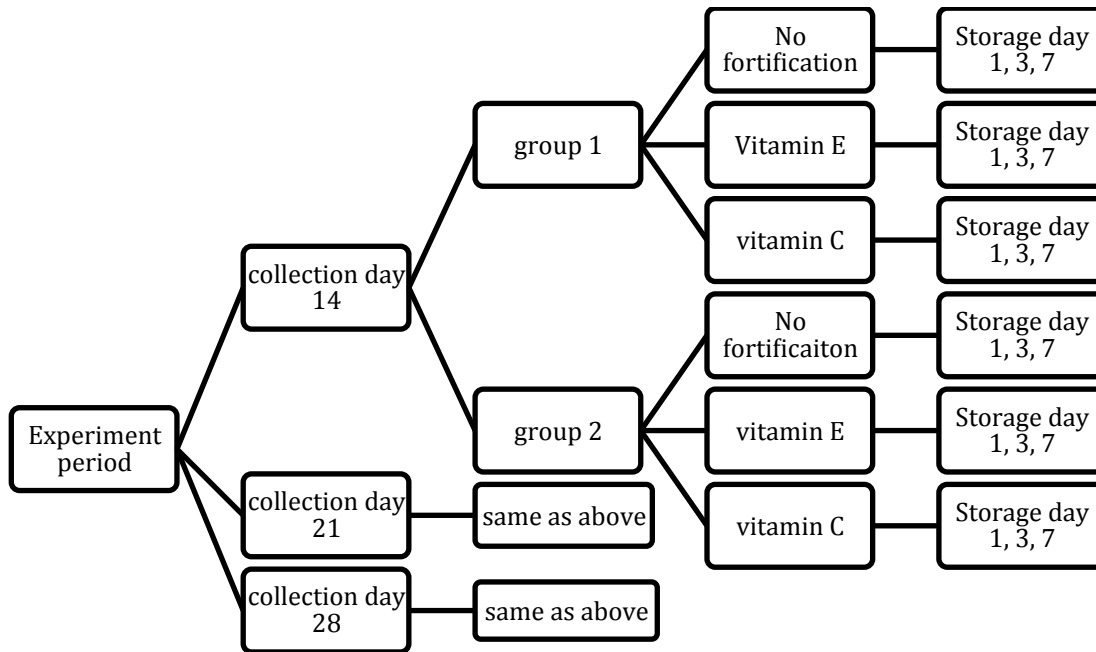 No
fortification
Storage day
1, 3, 7
group 1
Vitamin E
Storage day
1, 3, 7
vitamin C
Storage day
1, 3, 7
collection day
14
No
fortificaiton
Storage day
1, 3, 7
Experiment
period
group 2
vitamin E
Storage day
1, 3, 7
collection day
21
same as above
vitamin C
Storage day
1, 3, 7
collection day
28
same as above